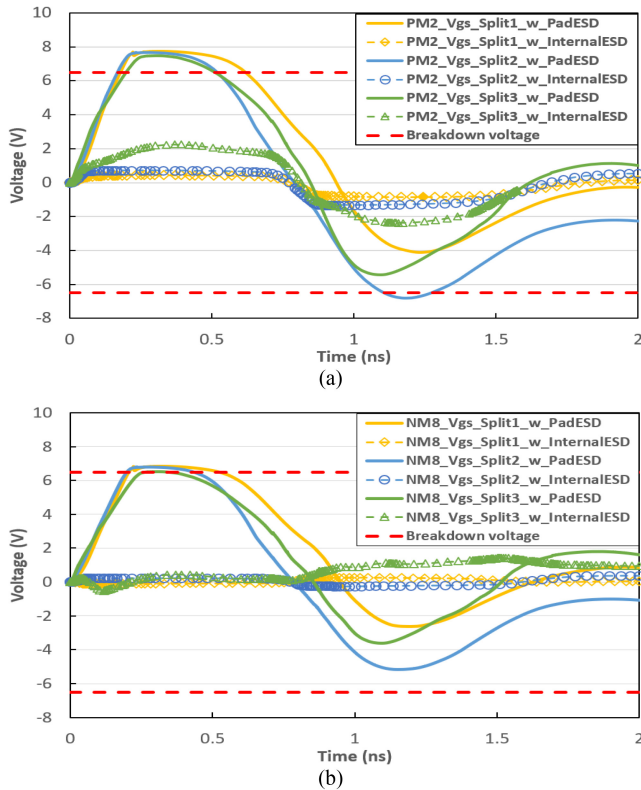 10
8
6
4
2
0
-2
-4
-6
-8
Voltage (V)
PM2_Vgs_Split1_w_PadESD
PM2_Vgs_Split1_w_InternalESD
PM2_Vgs_Split2_w_PadESD
PM2_Vgs_Split2_w_InternalESD
PM2_Vgs_Split3_w_PadESD
PM2_Vgs_Split3_w_InternalESD
Breakdown voltage
0 0.5 1 1.5 2
Time (ns)
(a)
10
8
6
4
2
0
-2
-4
-6
-8
Voltage (V)
NM8_Vgs_Split1_w_PadESD
NM8_Vgs_Split1_w_InternalESD
NM8_Vgs_Split2_w_PadESD
NM8_Vgs_Split2_w_InternalESD
NM8_Vgs_Split3_w_PadESD
NM8_Vgs_Split3_w_InternalESD
Breakdown voltage
0 0.5 1 1.5 2
Time (ns)
(b)